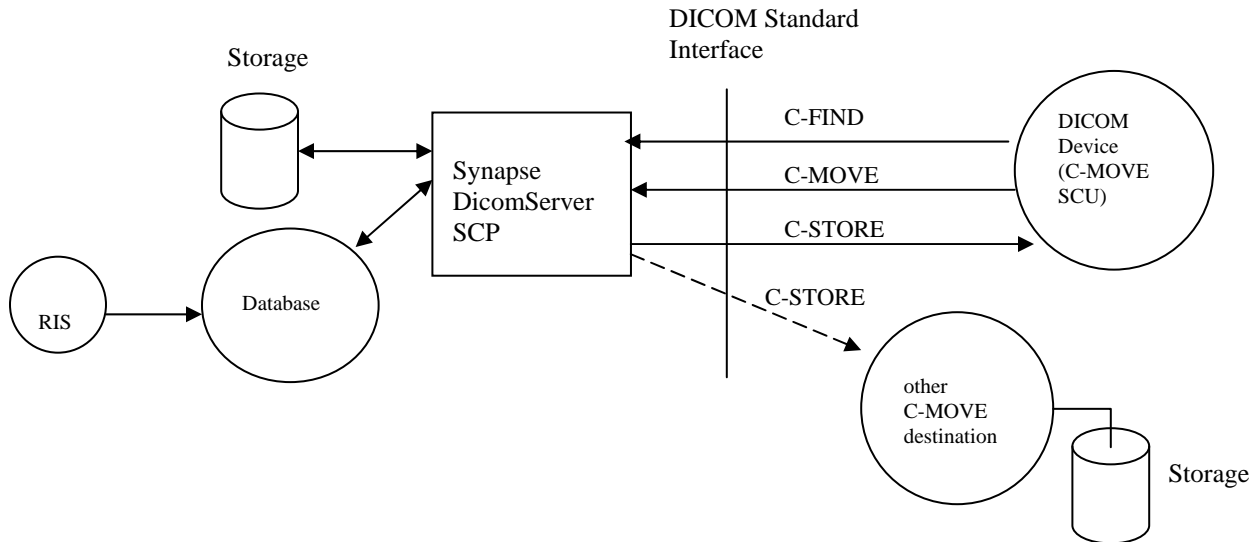 DICOM Standard
Interface
Storage
C-FIND
C-MOVE
C-STORE
C-STORE
Synapse
DicomServer
SCP
DICOM
Device
(C-MOVE
SCU)
RIS
Database
other
C-MOVE
destination
Storage